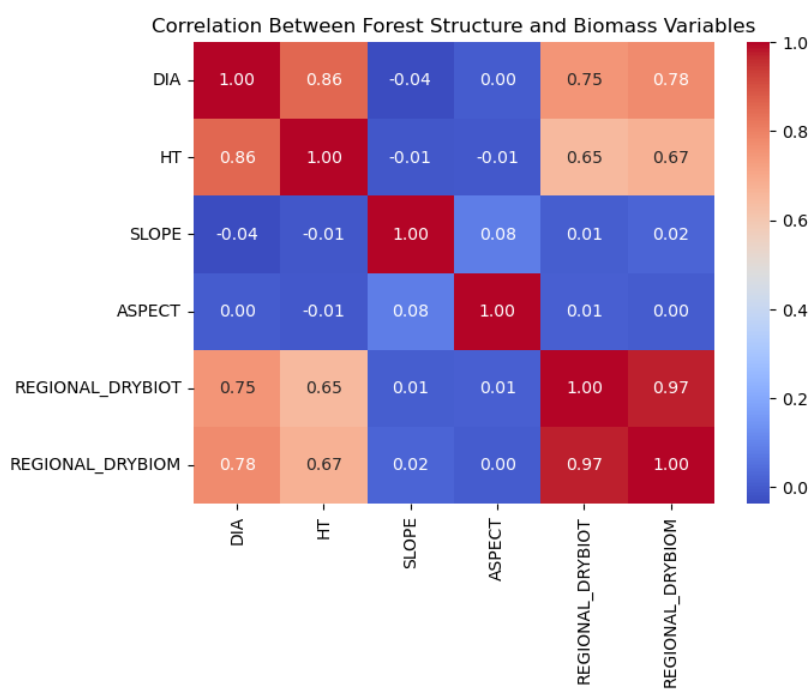 Correlation Between Forest Structure and Biomass Variables
DIA 1.00 0.86 -0.04 0.00 0.75 0.78
HT 0.86 1.00 -0.01 -0.01 0.65 0.67
SLOPE -0.04 -0.01 1.00 0.08 0.01 0.02
ASPECT 0.00 -0.01 0.08 1.00 0.01 0.00
REGIONAL_DRYBIOT 0.75 0.65 0.01 0.01 1.00 0.97
REGIONAL_DRYBIOM 0.78 0.67 0.02 0.00 0.97 1.00
DIA
HT
SLOPE
ASPECT
REGIONAL_DRYBIOT
REGIONAL_DRYBIOM
1.0
0.8
0.6
0.4
0.2
0.0